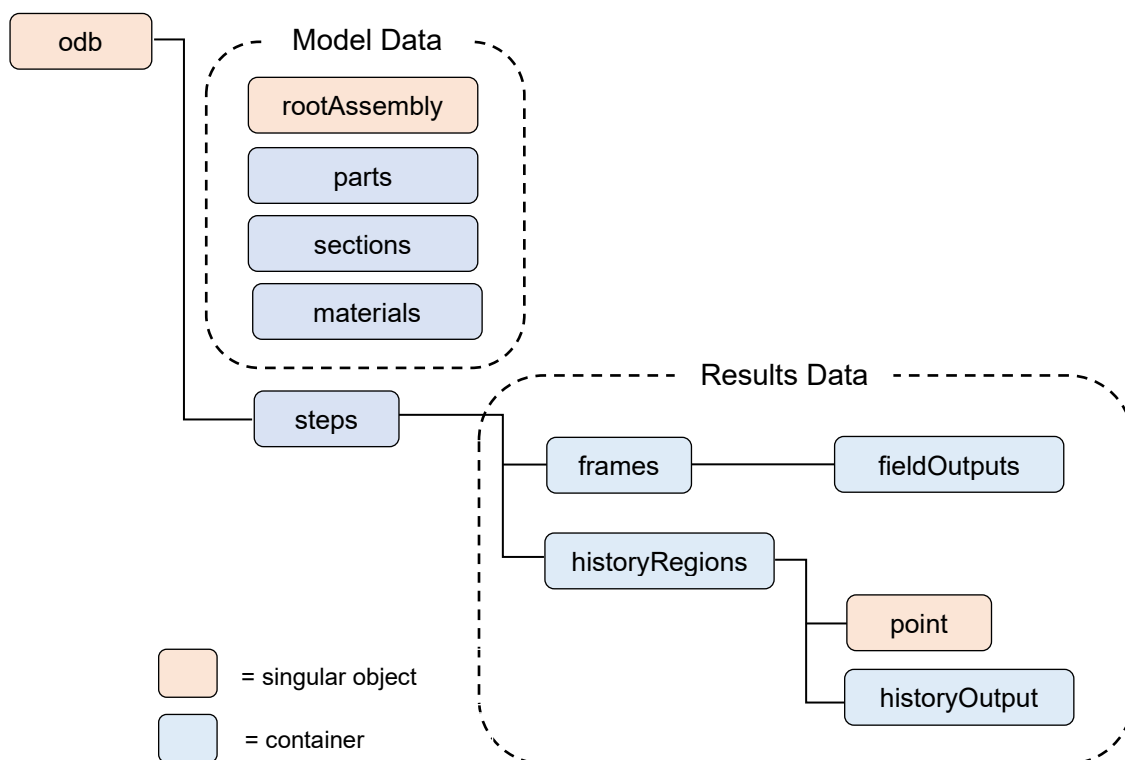 odb
Model Data
rootAssembly
parts
sections
materials
steps
Results Data
frames
fieldOutputs
historyRegions
point
historyOutput
= singular object
= container